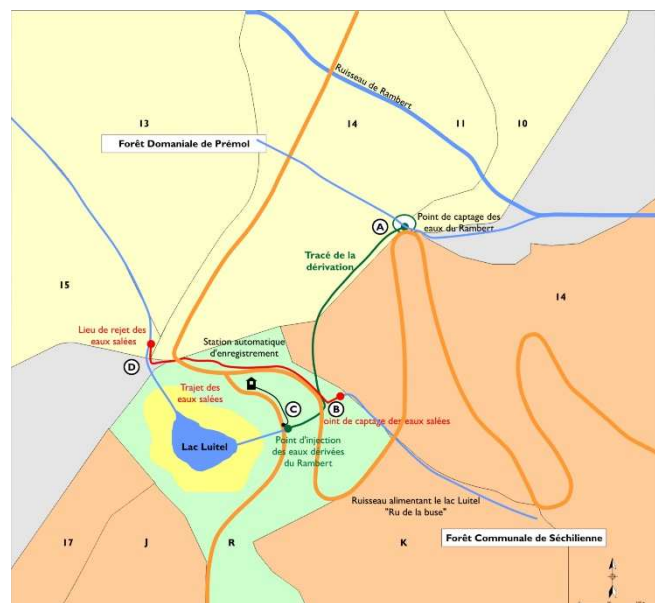 Ruisseau de Rambert
13
14
11
10
Forêt Domaniale de Prémol
A
Point de captage des
eaux du Rambert
Tracé de la
dérivation
15
14
Lieu de rejet des
eaux salées
Station automatique
d'enregistrement
D
Trajet des
eaux salées
C
B
oint de captage des eaux salées
Lac Luitel
Point d'injection
des eaux dérivées
du Rambert
Ruisseau alimentant le lac Luitel
"Ru de la buse"
17
J
R
K
Forêt Communale de Séchilienne